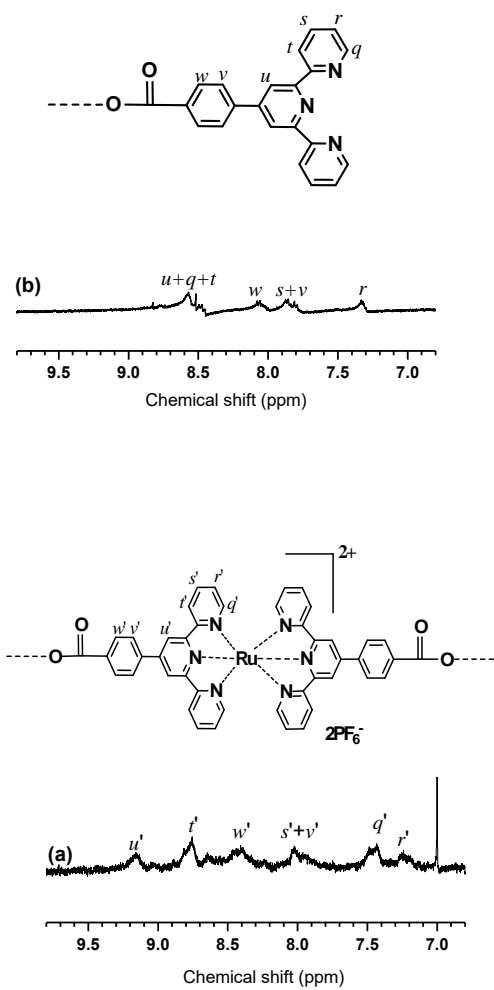 s r
t q
O
w v u N
O N
N
(b) u+q+t w s+v r
9.5 9.0 8.5 8.0 7.5 7.0
Chemical shift (ppm)
2+
s' r'
t' q'
O w' v' u' N N O
O N Ru N O
N N
2PF6-
(a) u' t' w' s'+v' q' r'
9.5 9.0 8.5 8.0 7.5 7.0
Chemical shift (ppm)